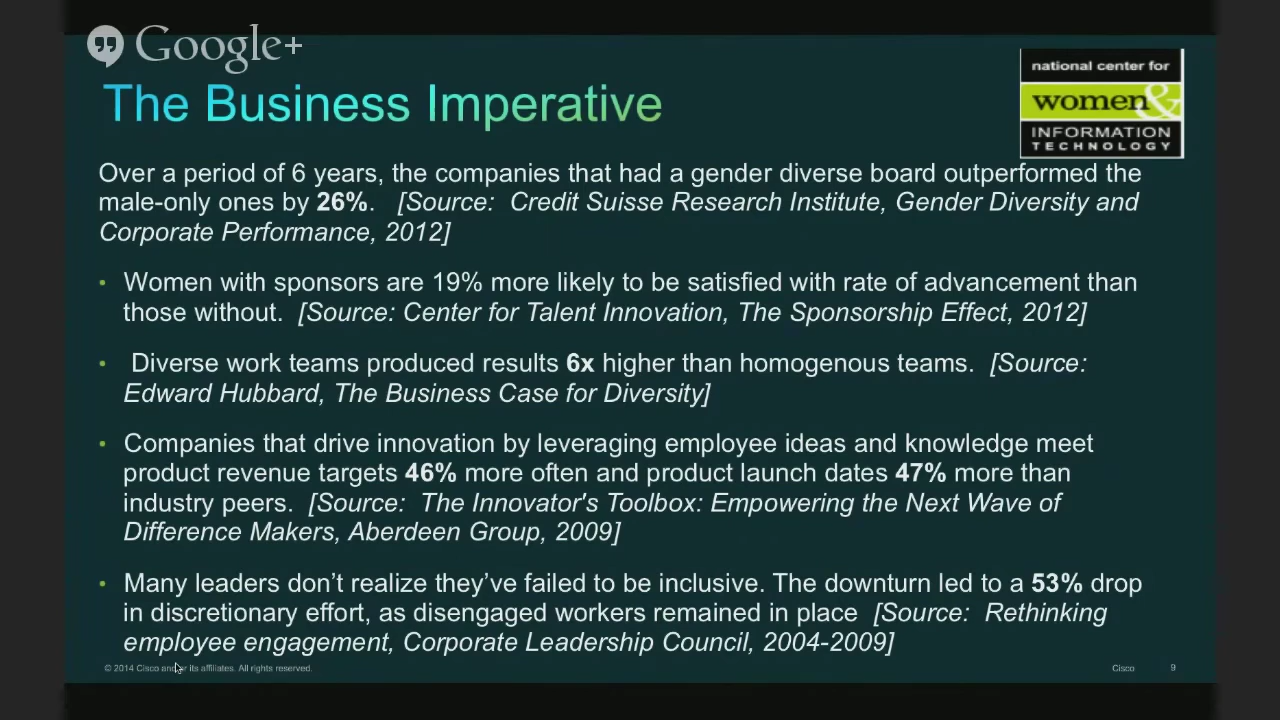 Google+
The Business Imperative
national center for
women &
INFORMATION
TECHNOLOGY
Over a period of 6 years, the companies that had a gender diverse board outperformed the
male-only ones by 26%. [Source: Credit Suisse Research Institute, Gender Diversity and
Corporate Performance, 2012]
• Women with sponsors are 19% more likely to be satisfied with rate of advancement than
those without. [Source: Center for Talent Innovation, The Sponsorship Effect, 2012]
• Diverse work teams produced results 6x higher than homogenous teams. [Source:
Edward Hubbard, The Business Case for Diversity]
• Companies that drive innovation by leveraging employee ideas and knowledge meet
product revenue targets 46% more often and product launch dates 47% more than
industry peers. [Source: The Innovator's Toolbox: Empowering the Next Wave of
Difference Makers, Aberdeen Group, 2009]
• Many leaders don't realize they've failed to be inclusive. The downturn led to a 53% drop
in discretionary effort, as disengaged workers remained in place [Source: Rethinking
employee engagement, Corporate Leadership Council, 2004-2009]
© 2014 Cisco and/or its affiliates. All rights reserved.
Cisco 9